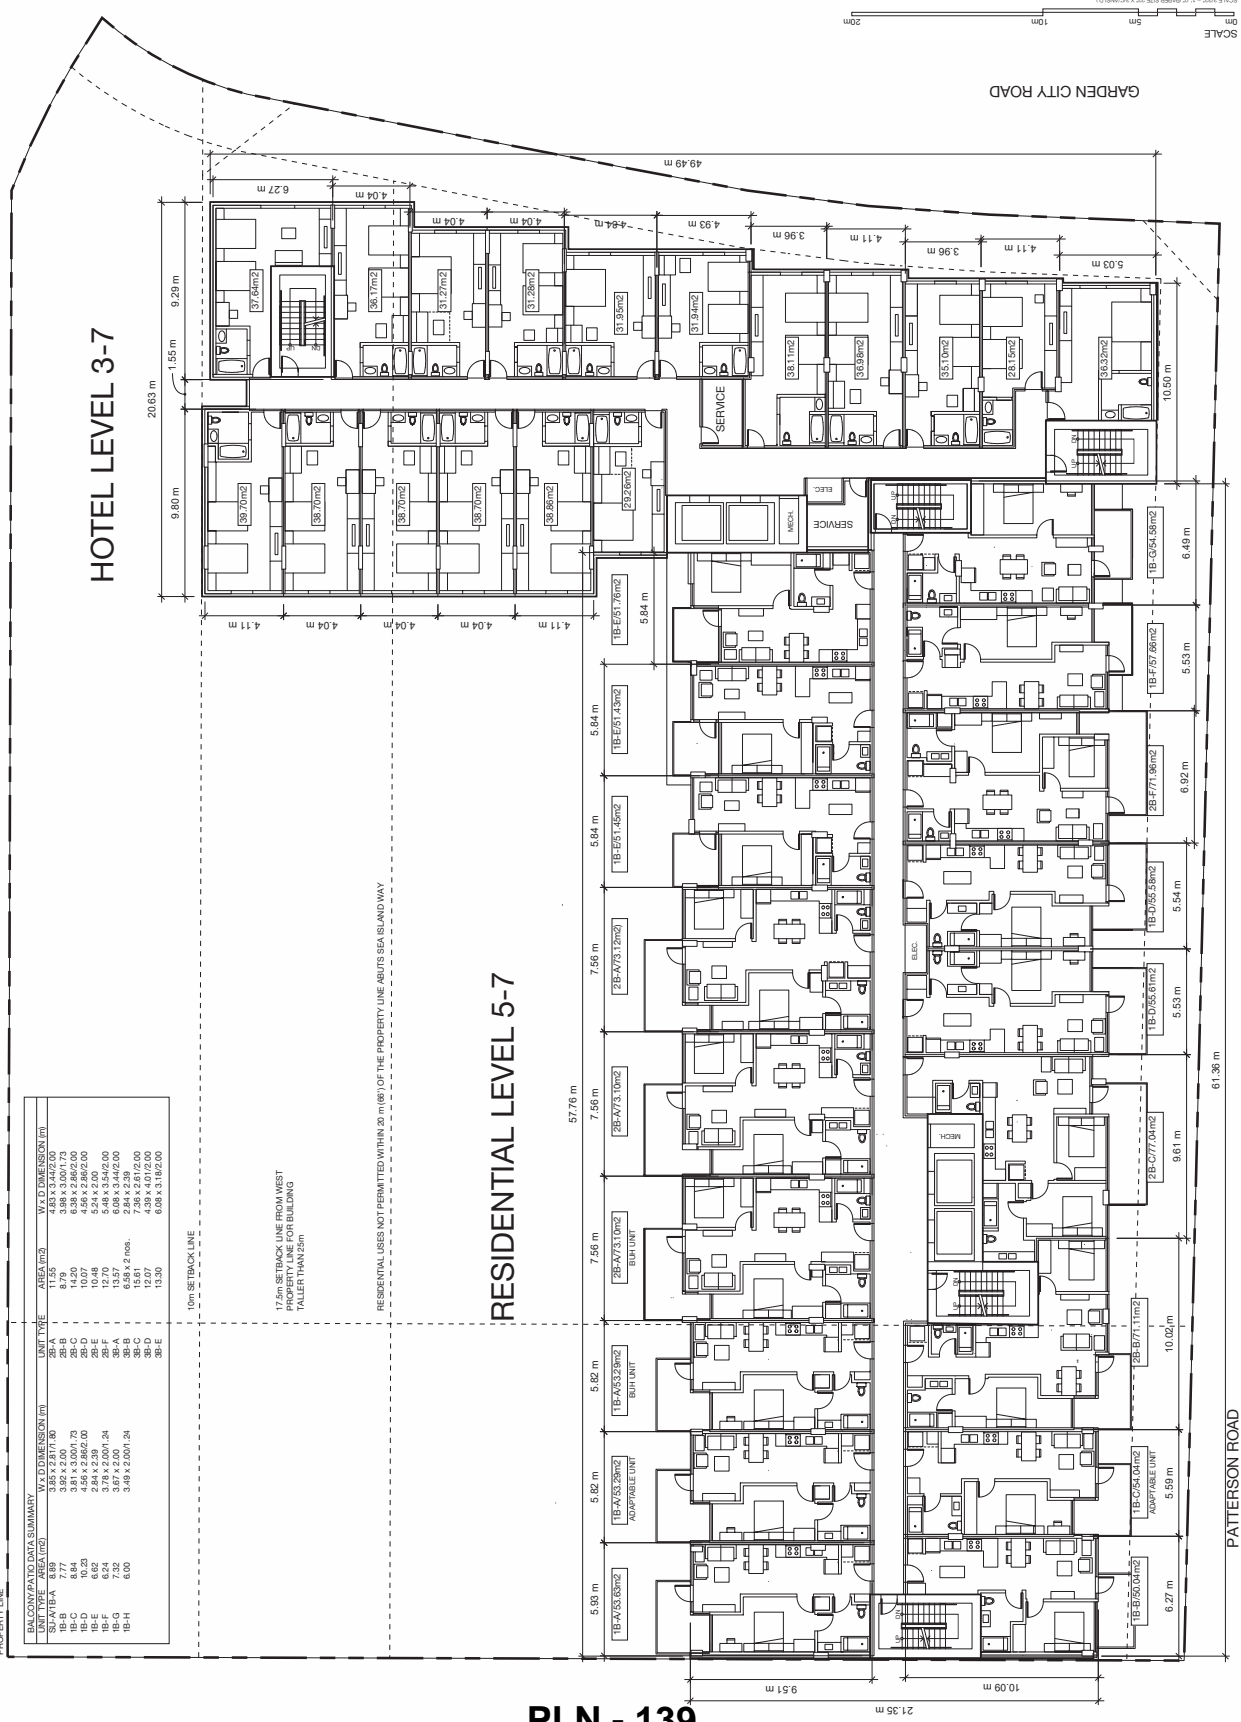 SCALE
0m 5m 10m 20m
GARDEN CITY ROAD
HOTEL LEVEL 3-7
49.49 m
6.27 m
4.04 m
4.04 m
4.04 m
4.84 m
4.93 m
3.96 m
4.11 m
3.96 m
4.11 m
5.03 m
9.29 m
1.55 m
20.63 m
9.80 m
10.50 m
37.64m2
36.17m2
31.27m2
31.28m2
31.95m2
31.94m2
38.11m2
36.98m2
35.10m2
28.15m2
36.32m2
UP
DN
SERVICE
39.70m2
38.70m2
38.70m2
38.70m2
38.86m2
29.26m2
4.11 m
4.04 m
4.04 m
4.04 m
4.11 m
MECH.
ELEC.
SERVICE
UP
DN
UP
DN
RESIDENTIAL LEVEL 5-7
57.76 m
5.84 m
1B-E/51.76m2
5.84 m
1B-E/51.43m2
5.84 m
1B-E/51.45m2
7.56 m
2B-A/73.12m2)
7.56 m
2B-A/73.10m2
7.56 m
2B-A/73.10m2
BUH UNIT
5.82 m
1B-A/53.29m2
BUH UNIT
5.82 m
1B-A/53.29m2
ADAPTABLE UNIT
5.93 m
1B-A/53.63m2
1B-G/54.58m2
6.49 m
1B-F/57.66m2
5.53 m
2B-F/71.96m2
6.92 m
1B-D/55.58m2
5.54 m
ELEC.
1B-D/55.61m2
5.53 m
2B-C/77.04m2
9.61 m
MECH.
UP
DN
2B-B/71.11m2
10.02 m
1B-C/54.04m2
ADAPTABLE UNIT
5.59 m
1B-B/50.04m2
6.27 m
UP
DN
61.36 m
9.51 m
10.09 m
21.35 m
PATTERSON ROAD
RESIDENTIAL USES NOT PERMITTED WITHIN 20 m (66') OF THE PROPERTY LINE ABUTS SEA ISLAND WAY
17.5m SETBACK LINE FROM WEST
PROPERTY LINE FOR BUILDING
TALLER THAN 25m
10m SETBACK LINE
PROPERTY LINE
BALCONY/PATIO DATA SUMMARY
UNIT TYPE AREA (m2) W x D DIMENSION (m) UNIT TYPE AREA (m2) W x D DIMENSION (m)
SU-A/1B-A 8.89 3.85 x 2.81/1.80 2B-A 11.55 4.83 x 3.44/2.00
1B-B 7.77 3.92 x 2.00 2B-B 8.79 3.98 x 3.00/1.73
1B-C 8.84 3.81 x 3.00/1.73 2B-C 14.20 6.38 x 2.86/2.00
1B-D 10.23 4.56 x 2.86/2.00 2B-D 10.07 4.56 x 2.86/2.00
1B-E 6.62 2.84 x 2.39 2B-E 10.48 5.24 x 2.00
1B-F 6.24 3.78 x 2.00/1.24 2B-F 12.70 5.48 x 3.54/2.00
1B-G 7.32 3.67 x 2.00 3B-A 13.57 6.08 x 3.44/2.00
1B-H 6.00 3.49 x 2.00/1.24 3B-B 6.58 x 2 nos. 2.84 x 2.39
3B-C 15.61 7.36 x 2.61/2.00
3B-D 12.07 4.39 x 4.01/2.00
3B-E 13.30 6.08 x 3.18/2.00
PLN - 139